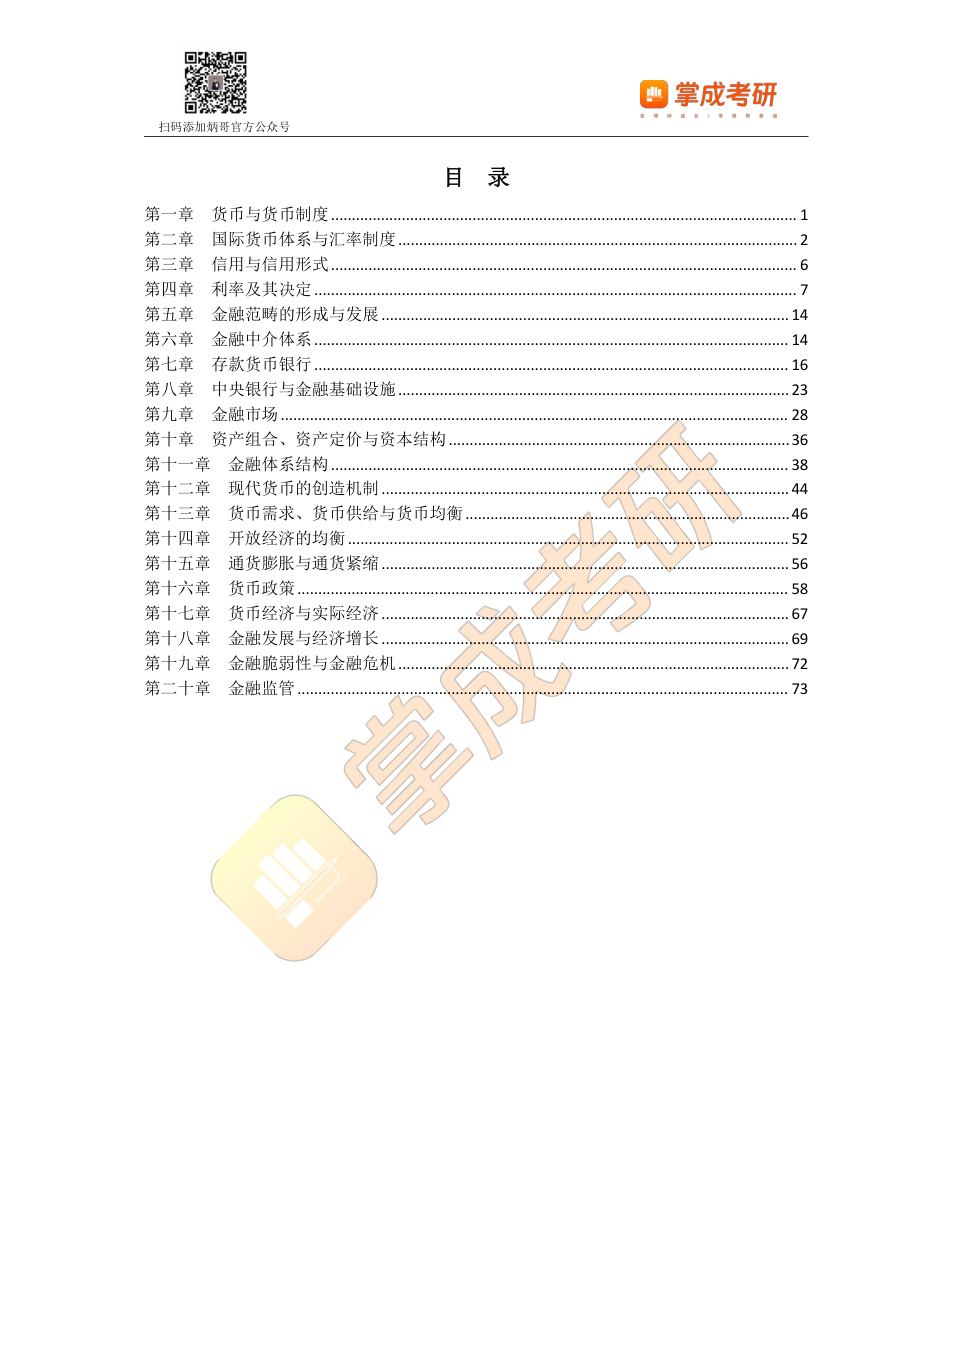 扫码添加炳哥官方公众号
掌成考研
目 录
第一章 货币与货币制度 1
第二章 国际货币体系与汇率制度 2
第三章 信用与信用形式 6
第四章 利率及其决定 7
第五章 金融范畴的形成与发展 14
第六章 金融中介体系 14
第七章 存款货币银行 16
第八章 中央银行与金融基础设施 23
第九章 金融市场 28
第十章 资产组合、资产定价与资本结构 36
第十一章 金融体系结构 38
第十二章 现代货币的创造机制 44
第十三章 货币需求、货币供给与货币均衡 46
第十四章 开放经济的均衡 52
第十五章 通货膨胀与通货紧缩 56
第十六章 货币政策 58
第十七章 货币经济与实际经济 67
第十八章 金融发展与经济增长 69
第十九章 金融脆弱性与金融危机 72
第二十章 金融监管 73
掌成考研